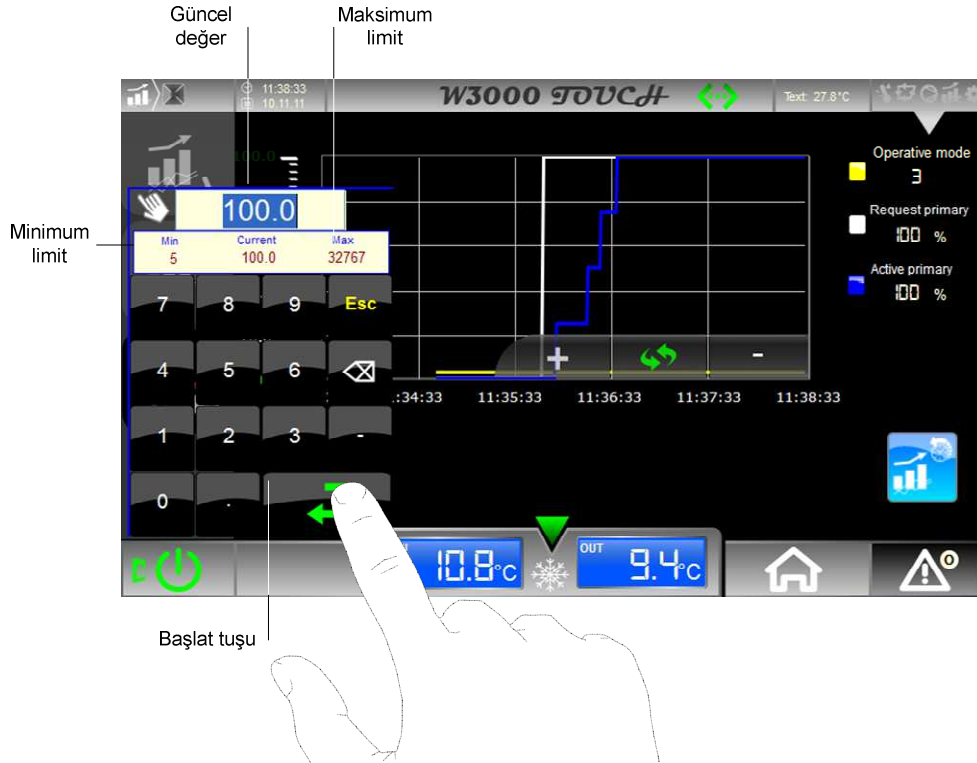 Güncel
değer
Maksimum
limit
11:38:33
10.11.11
W3000 TOUCH
Text: 27.8°C
100.0
Operative mode
3
Request primary
100 %
Active primary
100 %
Minimum
limit
100.0
Min Current Max
5 100.0 32767
7 8 9 Esc
4 5 6
1 2 3 -
0 .
+ -
:34:33 11:35:33 11:36:33 11:37:33 11:38:33
10.8°C
OUT
9.4°C
0
Başlat tuşu